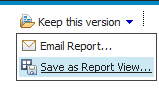 Keep this version
Email Report...
Save as Report View...